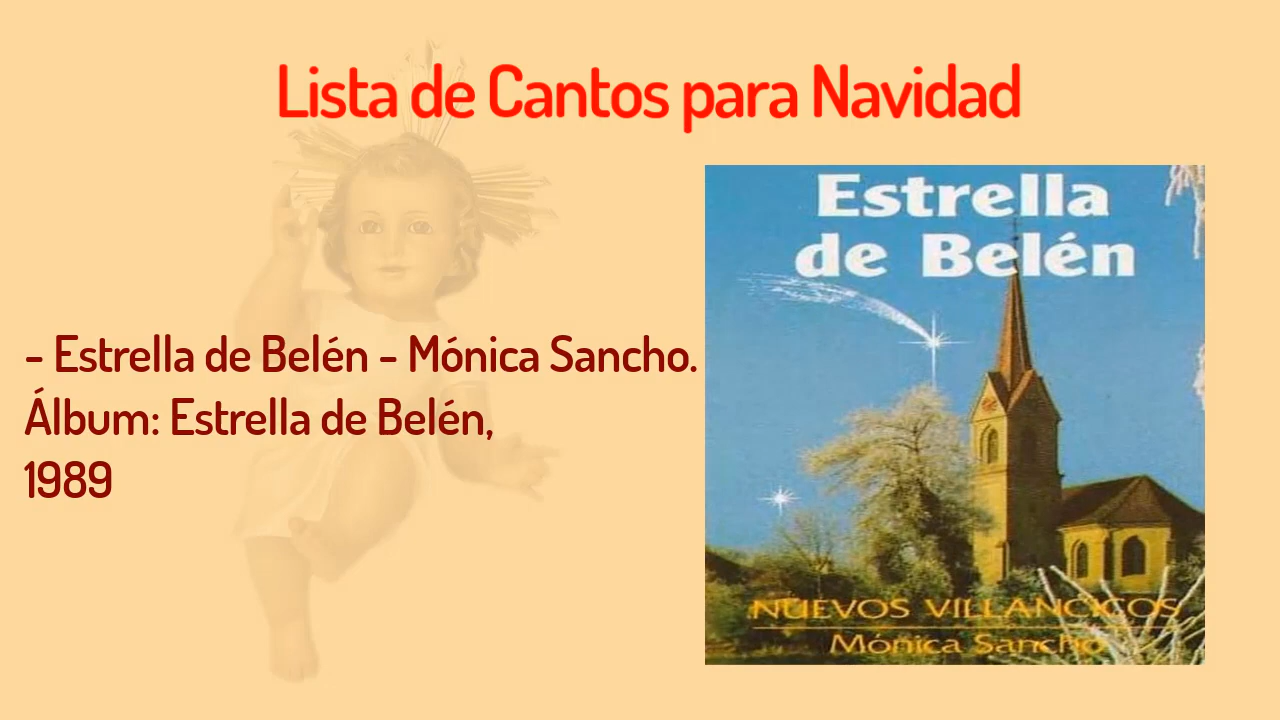 Lista de Cantos para Navidad
- Estrella de Belén - Mónica Sancho.
Álbum: Estrella de Belén,
1989
Estrella
de Belén
NUEVOS VILLANCICOS
Mónica Sancho